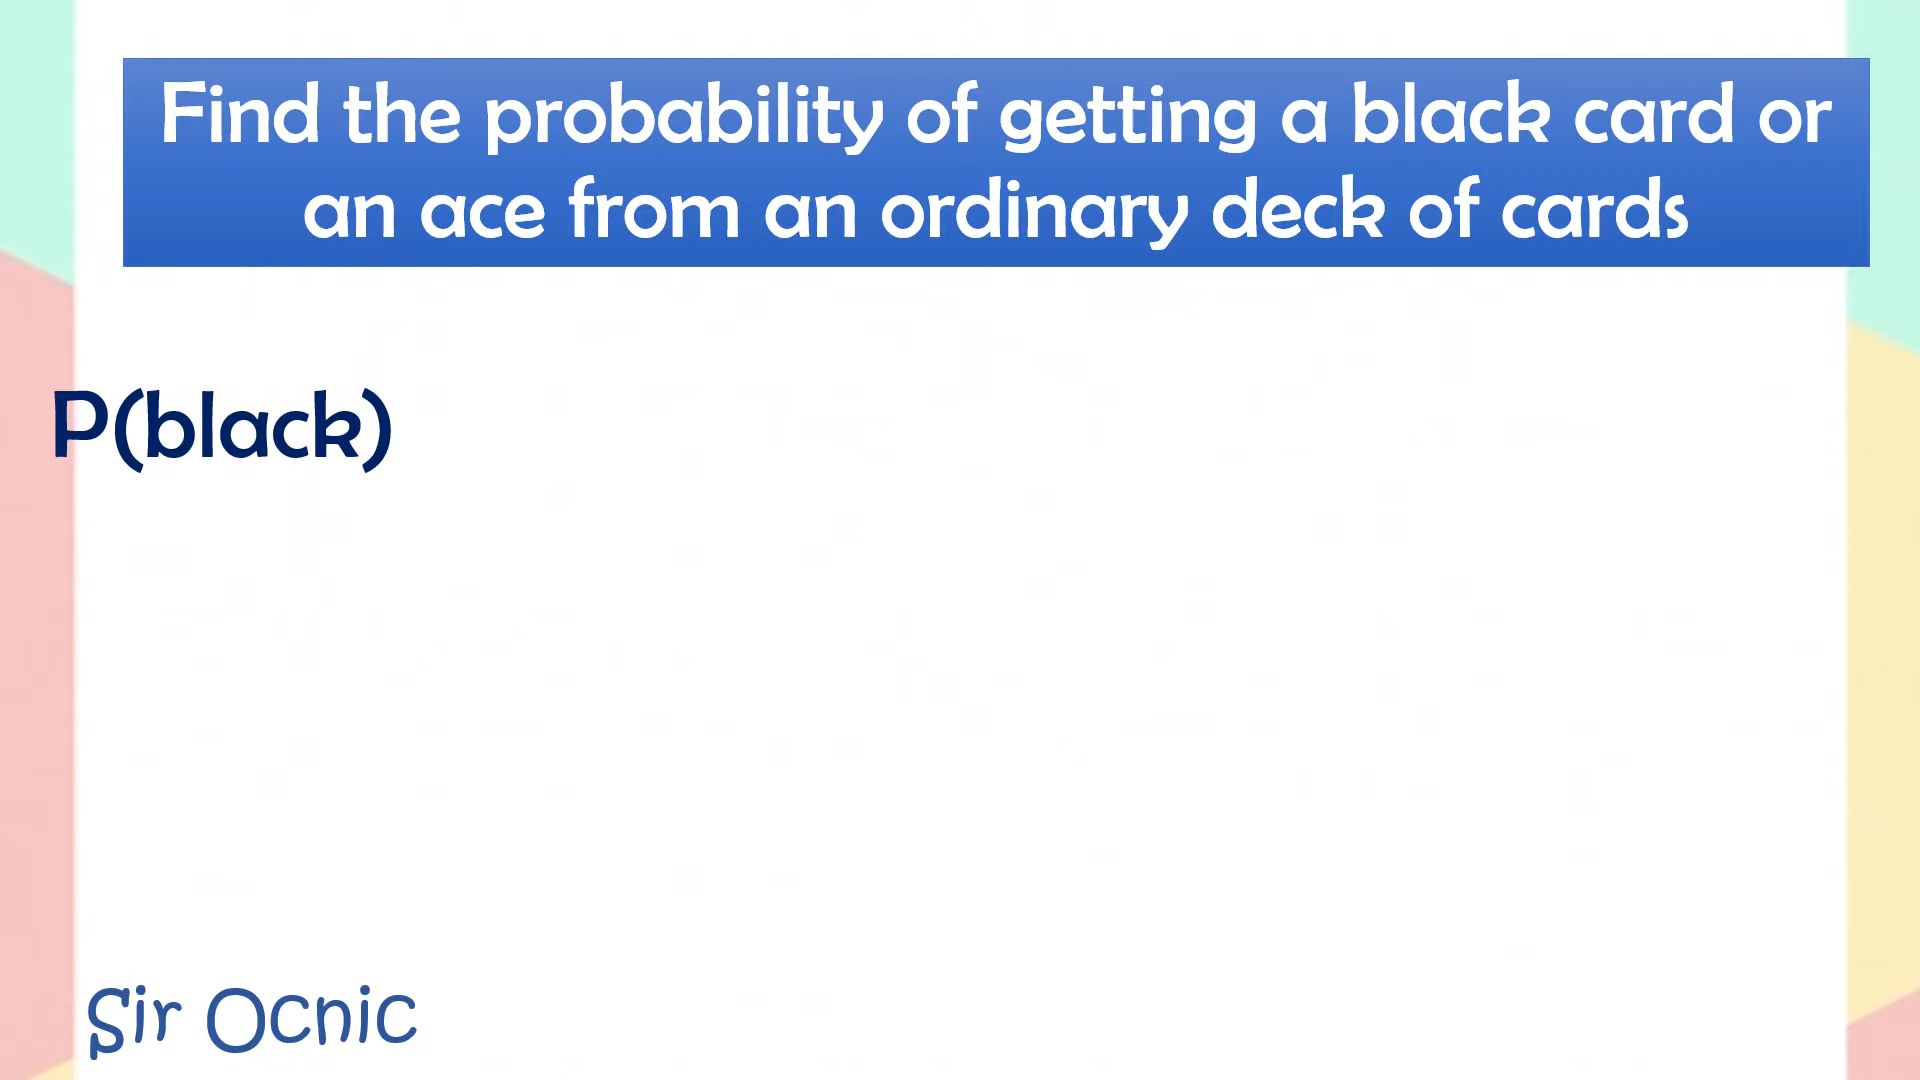 Find the probability of getting a black card or
an ace from an ordinary deck of cards
P(black)
Sir Ocnic